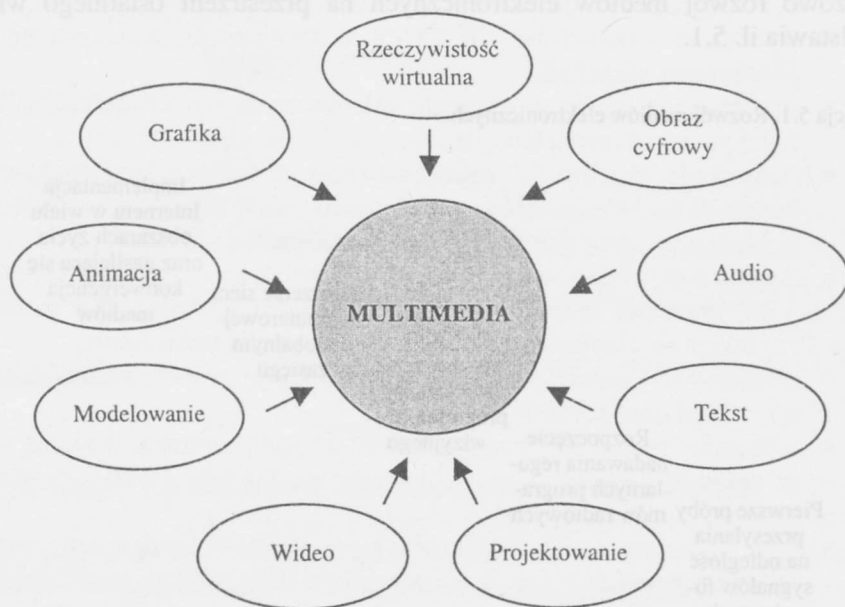 Rzeczywistość
wirtualna
Grafika
Obraz
cyfrowy
Animacja
Audio
MULTIMEDIA
Modelowanie
Tekst
Wideo
Projektowanie